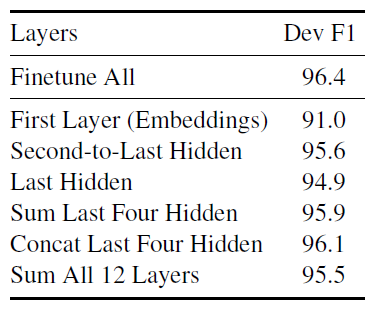 Layers Dev F1
Finetune All 96.4
First Layer (Embeddings) 91.0
Second-to-Last Hidden 95.6
Last Hidden 94.9
Sum Last Four Hidden 95.9
Concat Last Four Hidden 96.1
Sum All 12 Layers 95.5